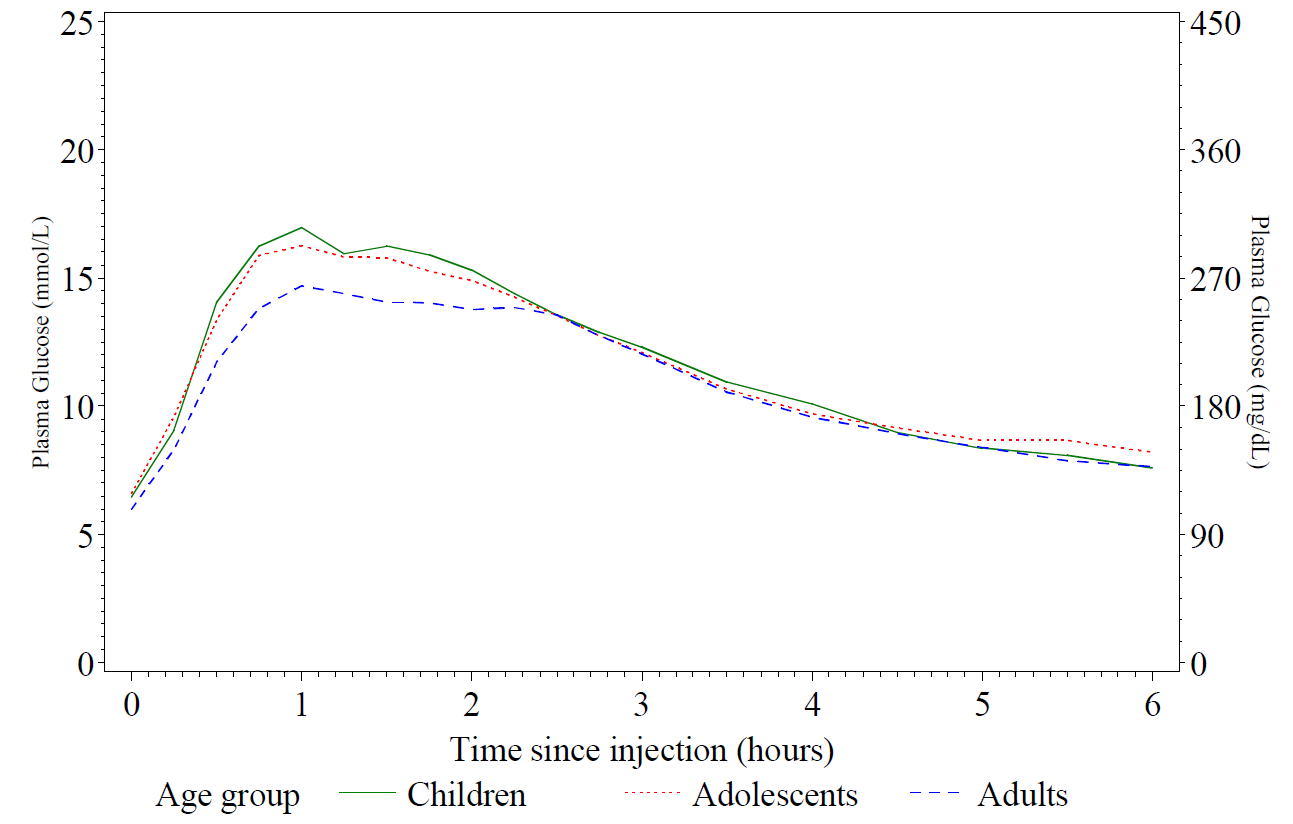 25
20
15
10
5
0
Plasma Glucose (mmol/L)
450
360
270
180
90
0
Plasma Glucose (mg/dL)
0 1 2 3 4 5 6
Time since injection (hours)
Age group Children Adolescents Adults